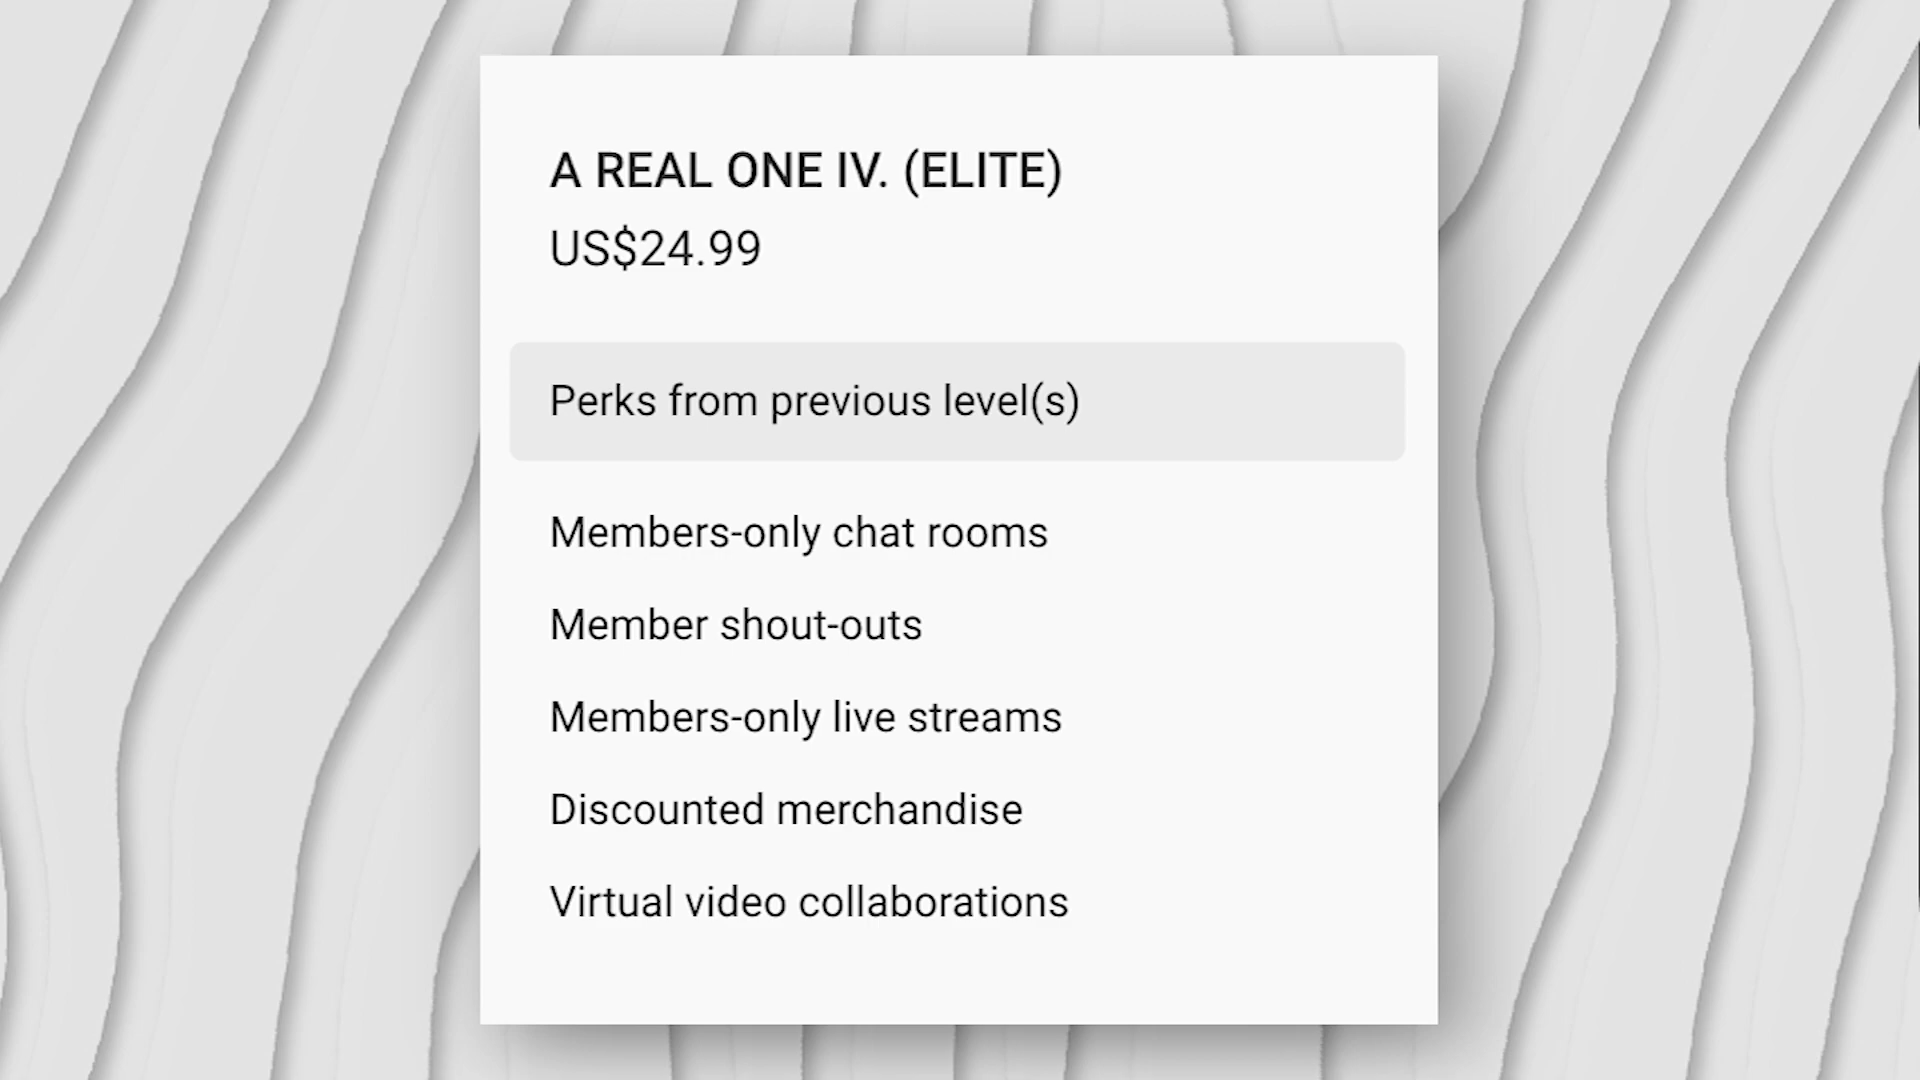 A REAL ONE IV. (ELITE)
US$24.99
Perks from previous level(s)
Members-only chat rooms
Member shout-outs
Members-only live streams
Discounted merchandise
Virtual video collaborations